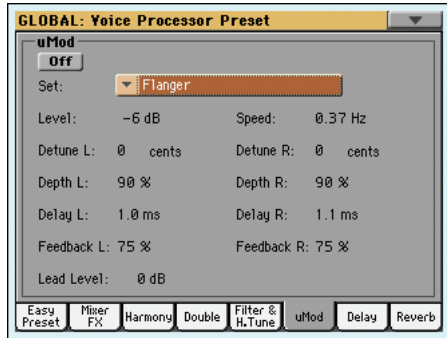 GLOBAL: Voice Processor Preset
uMod
Off
Set: Flanger
Level: -6 dB Speed: 0.37 Hz
Detune L: 0 cents Detune R: 0 cents
Depth L: 90 % Depth R: 90 %
Delay L: 1.0 ms Delay R: 1.1 ms
Feedback L: 75 % Feedback R: 75 %
Lead Level: 0 dB
Easy Preset Mixer FX Harmony Double Filter & H.Tune uMod Delay Reverb